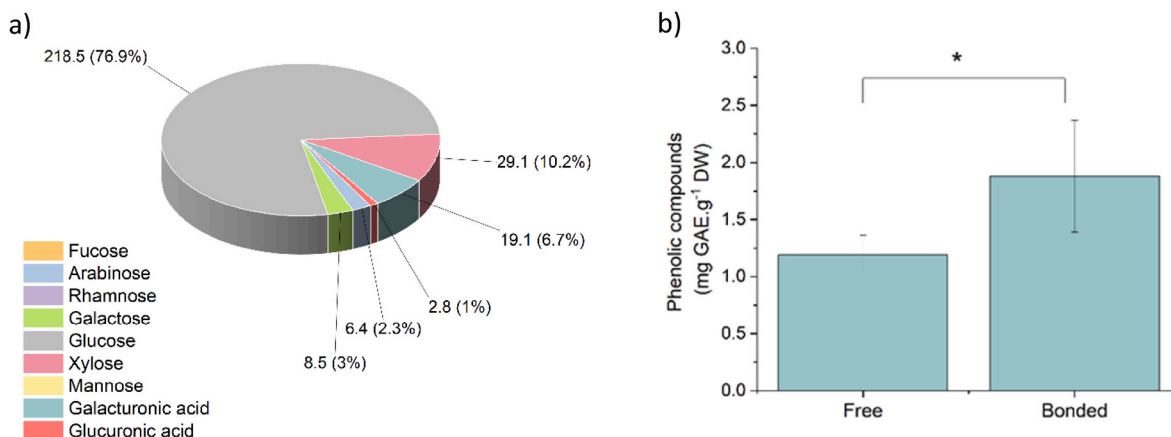 a)
218.5 (76.9%)
29.1 (10.2%)
19.1 (6.7%)
2.8 (1%)
6.4 (2.3%)
8.5 (3%)
Fucose
Arabinose
Rhamnose
Galactose
Glucose
Xylose
Mannose
Galacturonic acid
Glucuronic acid
b)
Phenolic compounds
(mg GAE.g⁻¹ DW)
3.0
2.5
2.0
1.5
1.0
0.5
0.0
*
Free
Bonded